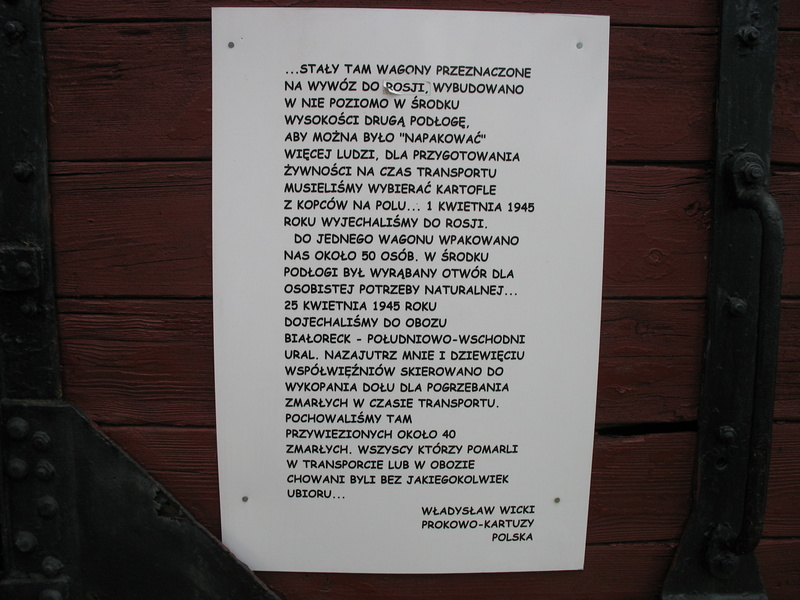 ...STAŁY TAM WAGONY PRZEZNACZONE
NA WYWÓZ DO ROSJI, WYBUDOWANO
W NIE POZIOMO W ŚRODKU
WYSOKOŚCI DRUGĄ PODŁOGĘ,
ABY MOŻNA BYŁO "NAPAKOWAĆ"
WIĘCEJ LUDZI, DLA PRZYGOTOWANIA
ŻYWNOŚCI NA CZAS TRANSPORTU
MUSIELIŚMY WYBIERAĆ KARTOFLE
Z KOPCÓW NA POLU... 1 KWIETNIA 1945
ROKU WYJECHALIŚMY DO ROSJI.
DO JEDNEGO WAGONU WPAKOWANO
NAS OKOŁO 50 OSÓB. W ŚRODKU
PODŁOGI BYŁ WYRĄBANY OTWÓR DLA
OSOBISTEJ POTRZEBY NATURALNEJ...
25 KWIETNIA 1945 ROKU
DOJECHALIŚMY DO OBOZU
BIAŁORECK - POŁUDNIOWO-WSCHODNI
URAL. NAZAJUTRZ MNIE I DZIEWIĘCIU
WSPÓŁWIĘŹNIÓW SKIEROWANO DO
WYKOPANIA DOŁU DLA POGRZEBANIA
ZMARŁYCH W CZASIE TRANSPORTU.
POCHOWALIŚMY TAM
PRZYWIEZIONYCH OKOŁO 40
ZMARŁYCH. WSZYSCY KTÓRZY POMARLI
W TRANSPORCIE LUB W OBOZIE
CHOWANI BYLI BEZ JAKIEGOKOLWIEK
UBIORU...
WŁADYSŁAW WICKI
PROKOWO-KARTUZY
POLSKA